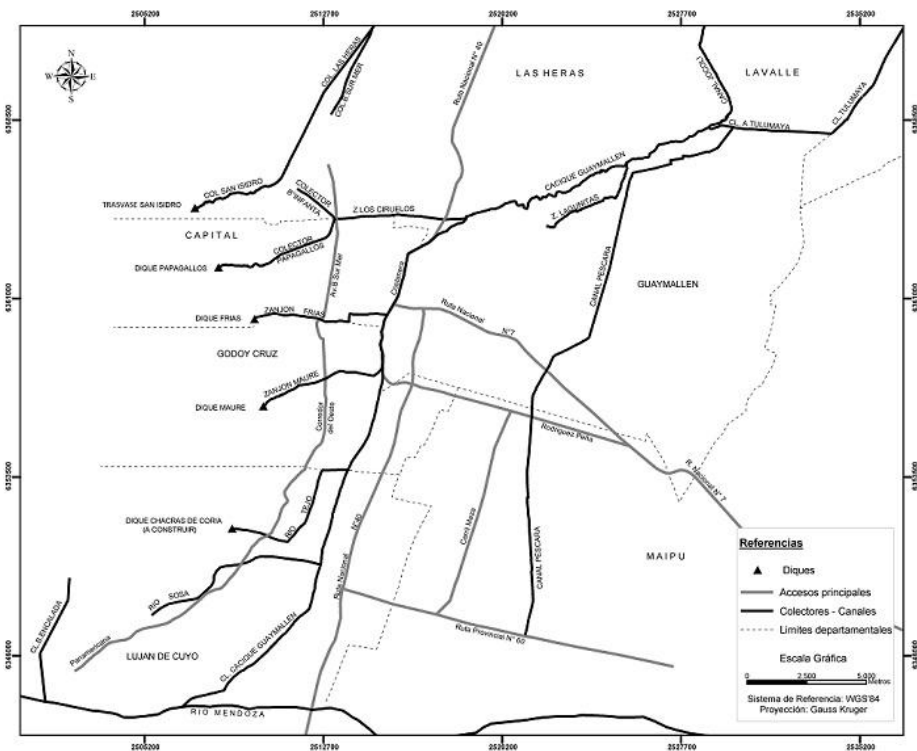 2505200 2512700 2520200 2527700 2535200
N
W E
S
LAS HERAS
LAVALLE
COL. LAS HERAS
COL. B.SUR MER
Ruta Nacional N° 40
CANAL JOCOLI
CL. TULUMAYA
CL. A TULUMAYA
CACIQUE GUAYMALLEN
COL SAN ISIDRO
TRASVASE SAN ISIDRO
COLECTOR
B°INFANTA
Z.LOS CIRUELOS
Z. LAGUNITAS
CAPITAL
COLECTOR
PAPAGALLOS
DIQUE PAPAGALLOS
Av.B.Sur Mer
Costanera
CANAL PESCARA
GUAYMALLEN
6361000
6361000
ZANJON FRIAS
DIQUE FRIAS
Ruta Nacional
N°7
GODOY CRUZ
ZANJON MAURE
DIQUE MAURE
Corredor
del Oeste
Rodriguez Peña
R. Nacional N° 7
6353500
6353500
DIQUE CHACRAS DE CORIA
(A CONSTRUIR)
RIO TEJO
Ruta Nacional N°40
Carril Maza
CANAL PESCARA
MAIPU
RIO SOSA
CL.B.ENCALADA
Panamericana
LUJAN DE CUYO
CL. CACIQUE GUAYMALLEN
Ruta Provincial N° 60
RIO MENDOZA
Referencias
Diques
Accesos principales
Colectores - Canales
Limites departamentales
Escala Gráfica
0 2.500 5.000
Metros
Sistema de Referencia: WGS'84
Proyección: Gauss Kruger
2505200 2512700 2520200 2527700 2535200